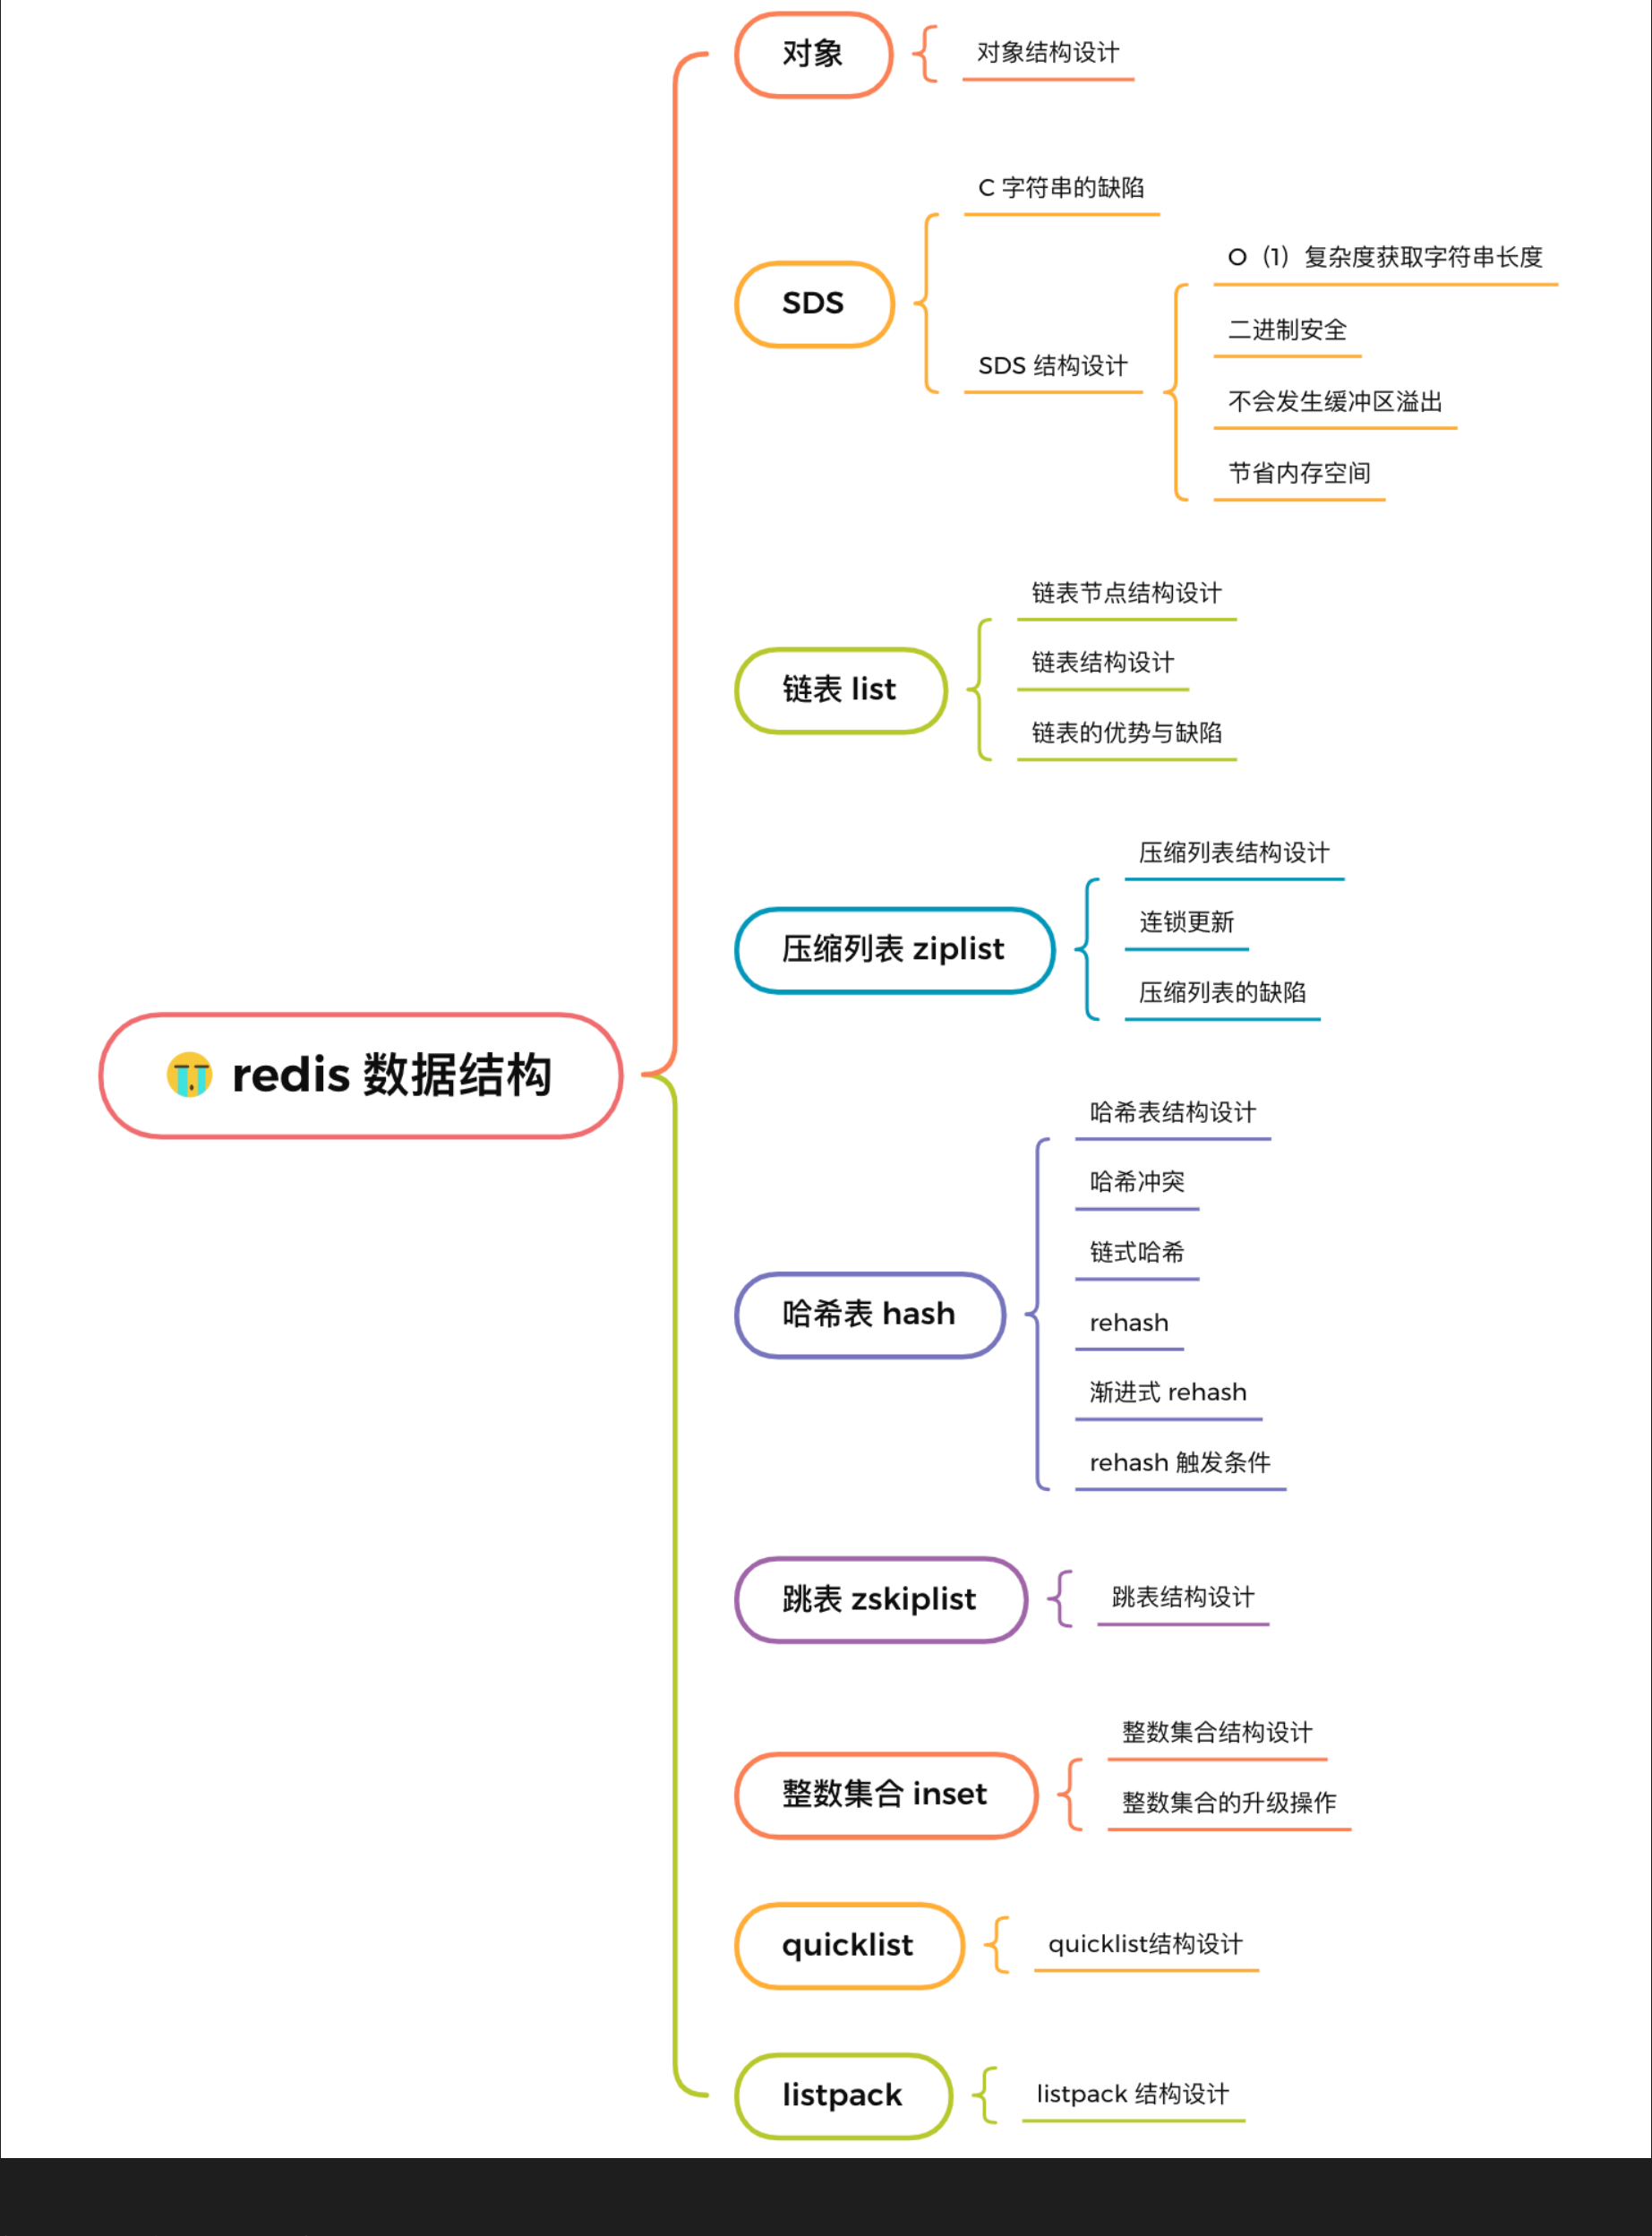 对象
对象结构设计
SDS
C 字符串的缺陷
SDS 结构设计
O（1）复杂度获取字符串长度
二进制安全
不会发生缓冲区溢出
节省内存空间
链表 list
链表节点结构设计
链表结构设计
链表的优势与缺陷
压缩列表 ziplist
压缩列表结构设计
连锁更新
压缩列表的缺陷
redis 数据结构
哈希表 hash
哈希表结构设计
哈希冲突
链式哈希
rehash
渐进式 rehash
rehash 触发条件
跳表 zskiplist
跳表结构设计
整数集合 inset
整数集合结构设计
整数集合的升级操作
quicklist
quicklist结构设计
listpack
listpack 结构设计